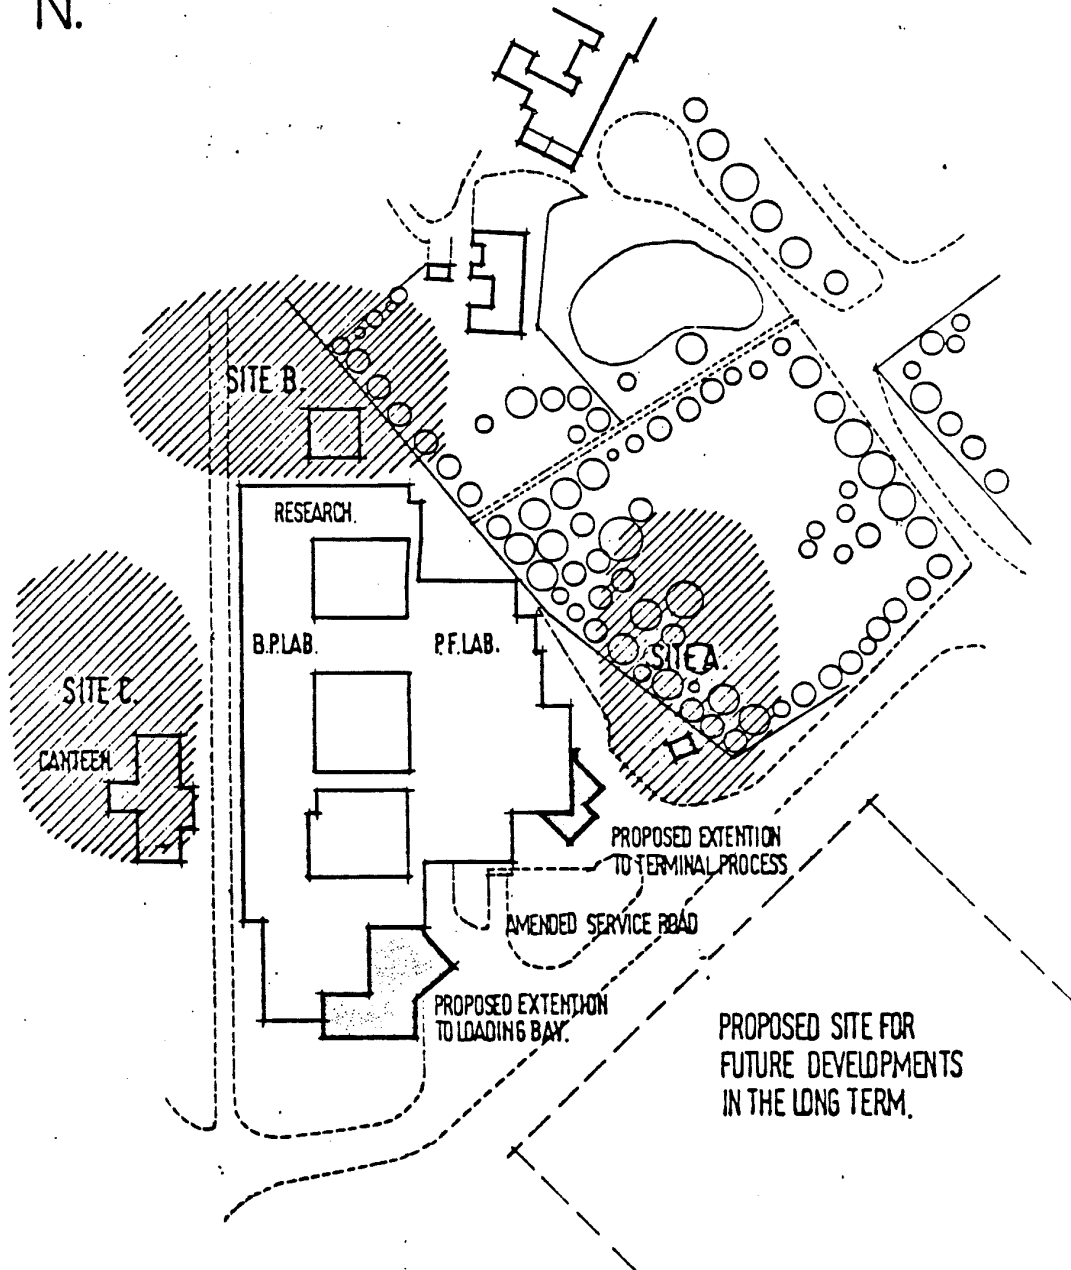 N.
SITE B.
RESEARCH.
B.P.LAB.
P.F.LAB.
SITE A
SITE C.
CANTEEN
PROPOSED EXTENTION
TO TERMINAL PROCESS
AMENDED SERVICE ROAD
PROPOSED EXTENTION
TO LOADING BAY.
PROPOSED SITE FOR
FUTURE DEVELOPMENTS
IN THE LONG TERM.